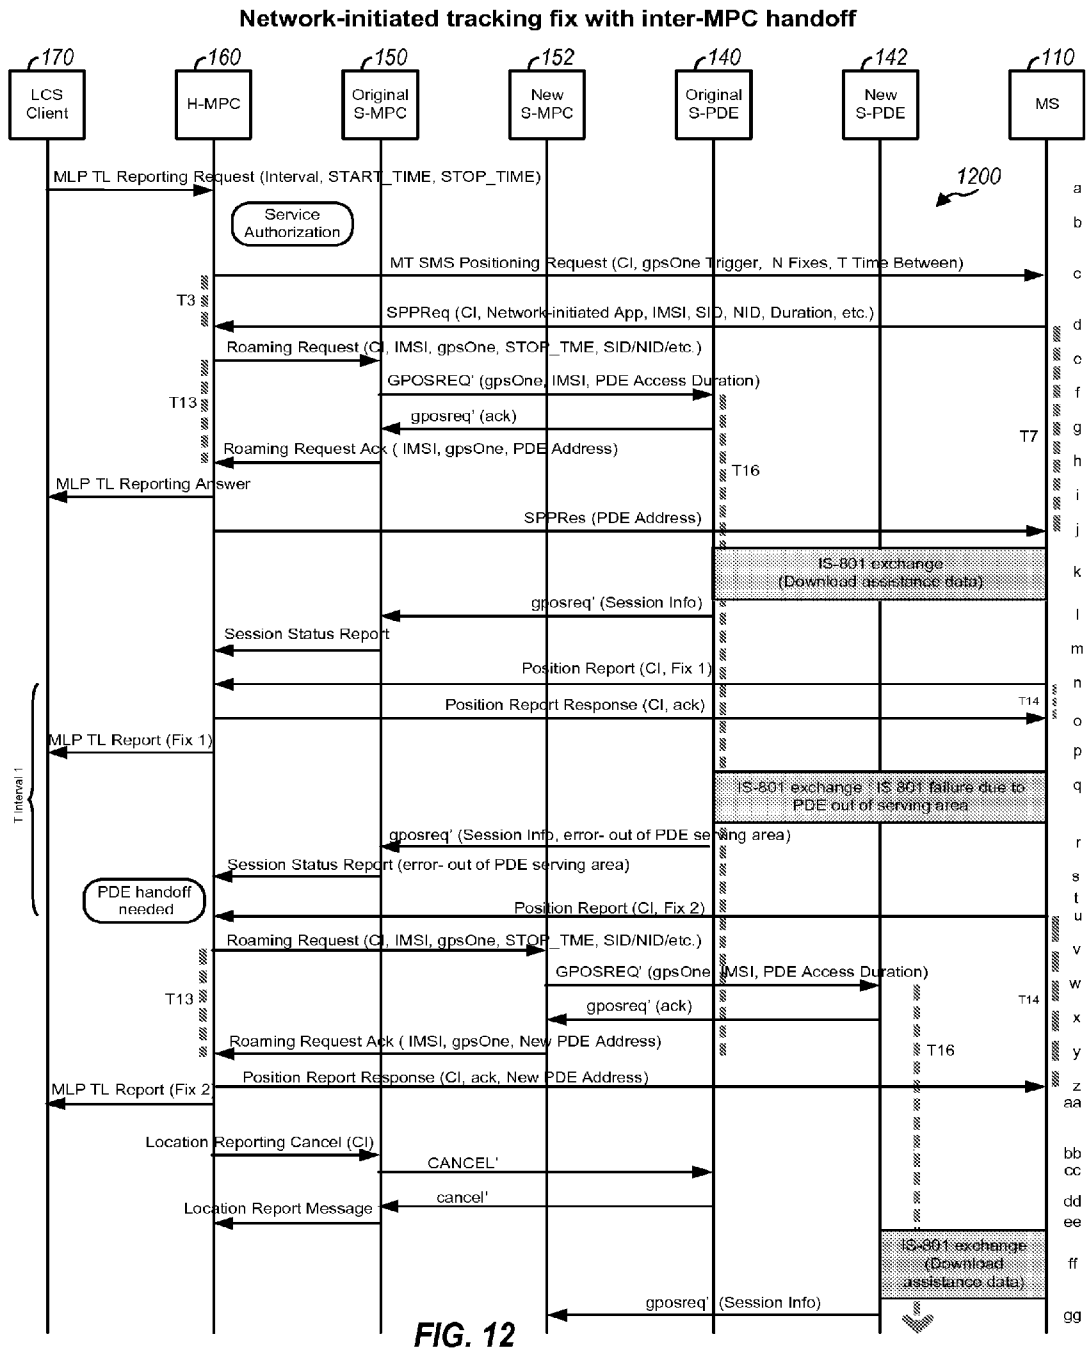 Network-initiated tracking fix with inter-MPC handoff
170 160 150 152 140 142 110
LCS Client
H-MPC
Original S-MPC
New S-MPC
Original S-PDE
New S-PDE
MS
1200
MLP TL Reporting Request (Interval, START_TIME, STOP_TIME) a
Service b
Authorization
MT SMS Positioning Request (CI, gpsOne Trigger, N Fixes, T Time Between) c
T3
SPPReq (CI, Network-initiated App, IMSI, SID, NID, Duration, etc.) d
Roaming Request (CI, IMSI, gpsOne, STOP_TME, SID/NID/etc.) e
GPOSREQ' (gpsOne, IMSI, PDE Access Duration) f
T13
gposreq' (ack) g
T7
Roaming Request Ack ( IMSI, gpsOne, PDE Address) h
T16
MLP TL Reporting Answer i
SPPRes (PDE Address) j
IS-801 exchange
(Download assistance data) k
gposreq' (Session Info) l
Session Status Report m
Position Report (CI, Fix 1) n
T14
Position Report Response (CI, ack) o
MLP TL Report (Fix 1) p
T Interval 1
IS-801 exchange : IS 801 failure due to q
PDE out of serving area
gposreq' (Session Info, error- out of PDE serving area) r
Session Status Report (error- out of PDE serving area) s
PDE handoff t
needed
Position Report (CI, Fix 2) u
Roaming Request (CI, IMSI, gpsOne, STOP_TME, SID/NID/etc.) v
GPOSREQ' (gpsOne, IMSI, PDE Access Duration) w
T13
T14
gposreq' (ack) x
Roaming Request Ack ( IMSI, gpsOne, New PDE Address) y
T16
Position Report Response (CI, ack, New PDE Address) z
MLP TL Report (Fix 2) aa
Location Reporting Cancel (CI) bb
CANCEL' cc
cancel' dd
Location Report Message ee
IS-801 exchange
(Download ff
assistance data)
gposreq' (Session Info) gg
FIG. 12